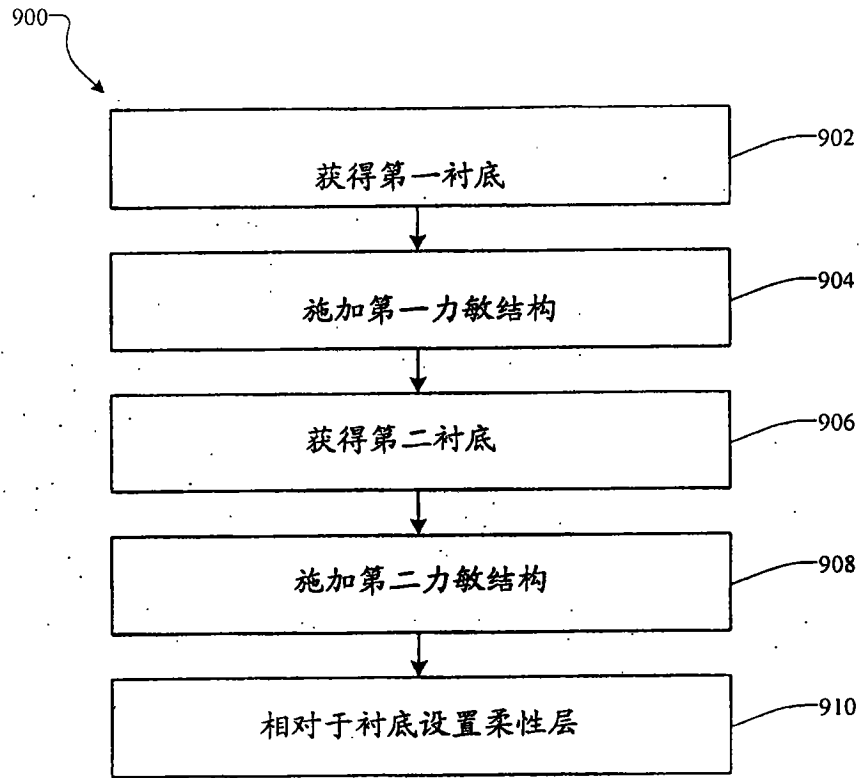 900
获得第一衬底
902
施加第一力敏结构
904
获得第二衬底
906
施加第二力敏结构
908
相对于衬底设置柔性层
910